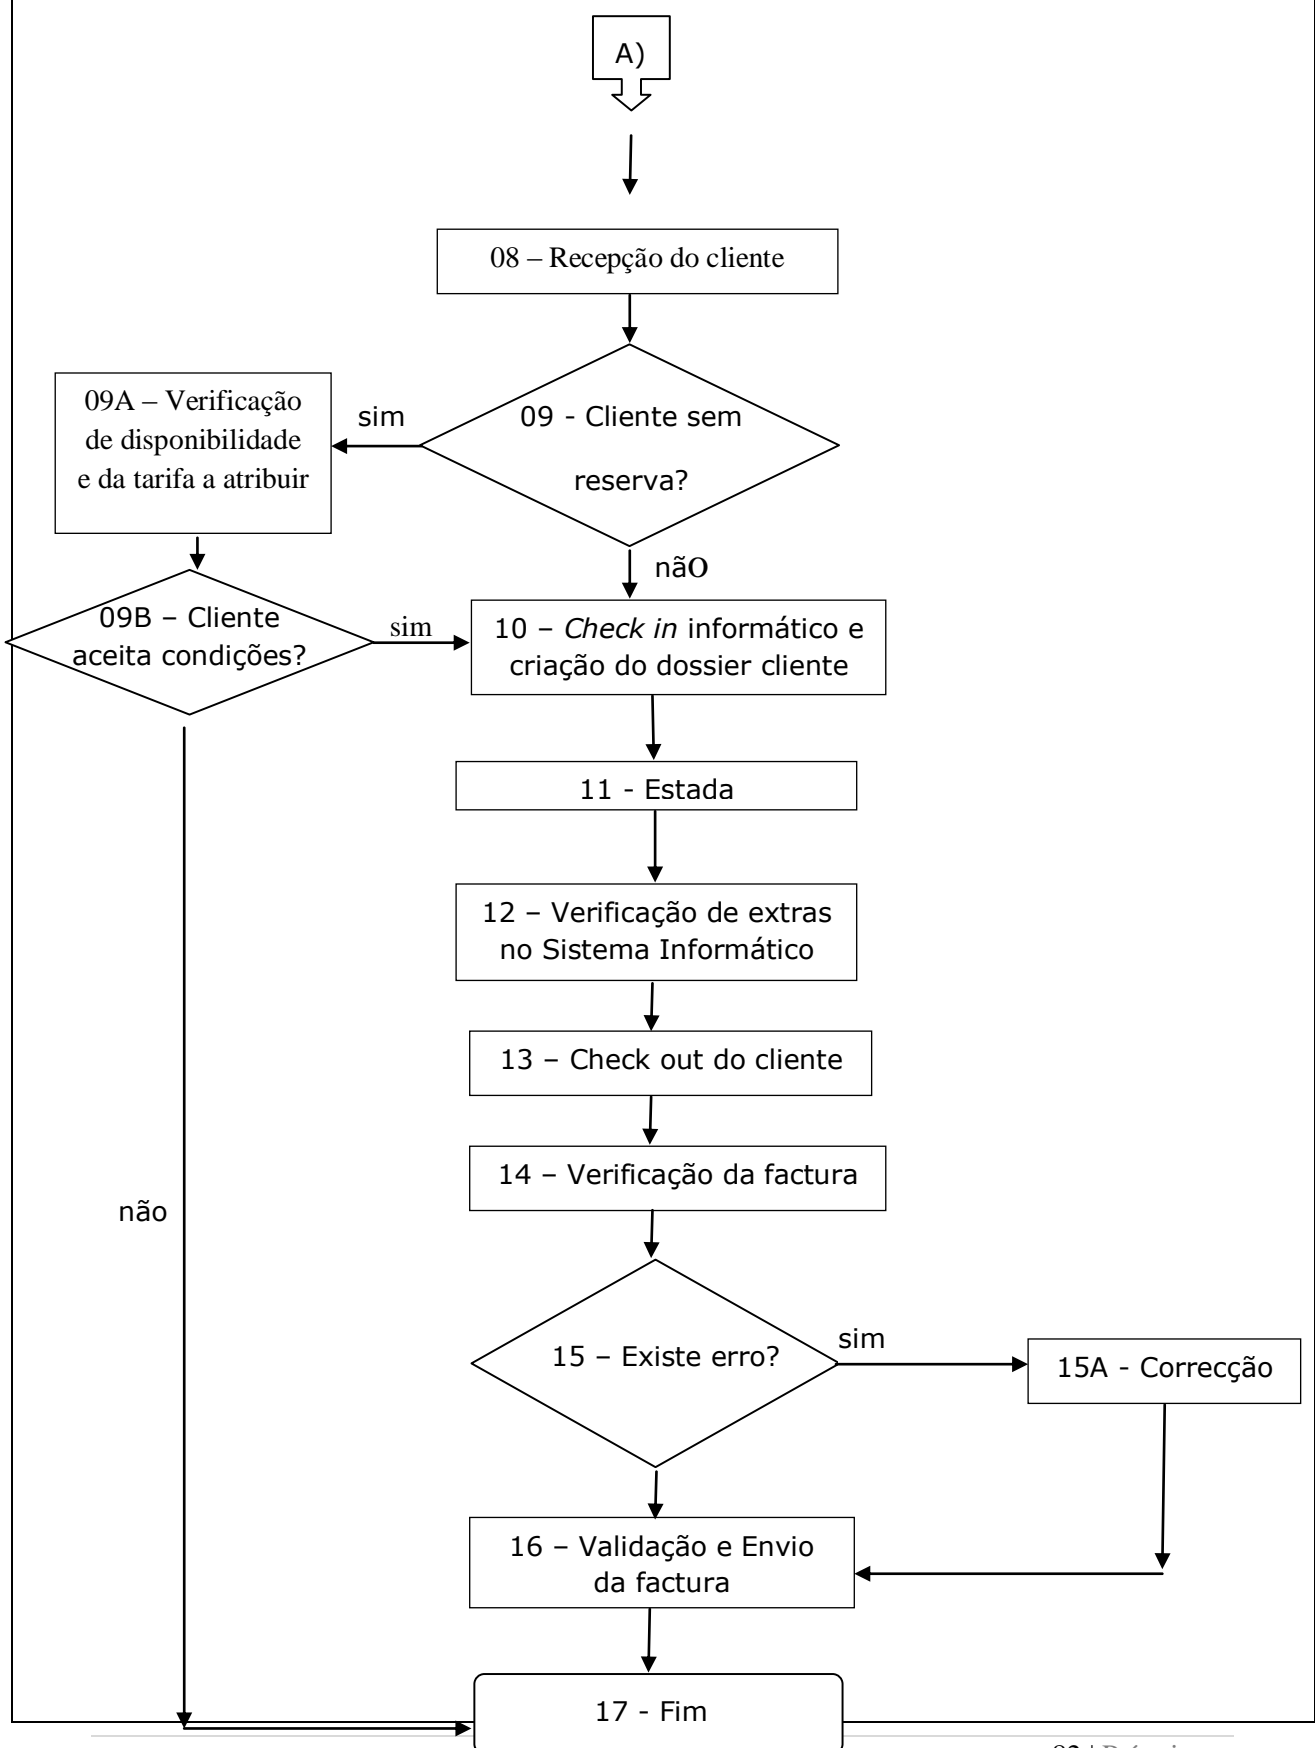 A)
08 – Recepção do cliente
09A – Verificação
de disponibilidade
e da tarifa a atribuir
sim
09 - Cliente sem
reserva?
nãO
09B – Cliente
aceita condições?
sim
10 – Check in informático e
criação do dossier cliente
11 - Estada
12 – Verificação de extras
no Sistema Informático
13 – Check out do cliente
14 – Verificação da factura
não
15 – Existe erro?
sim
15A - Correcção
16 – Validação e Envio
da factura
17 - Fim